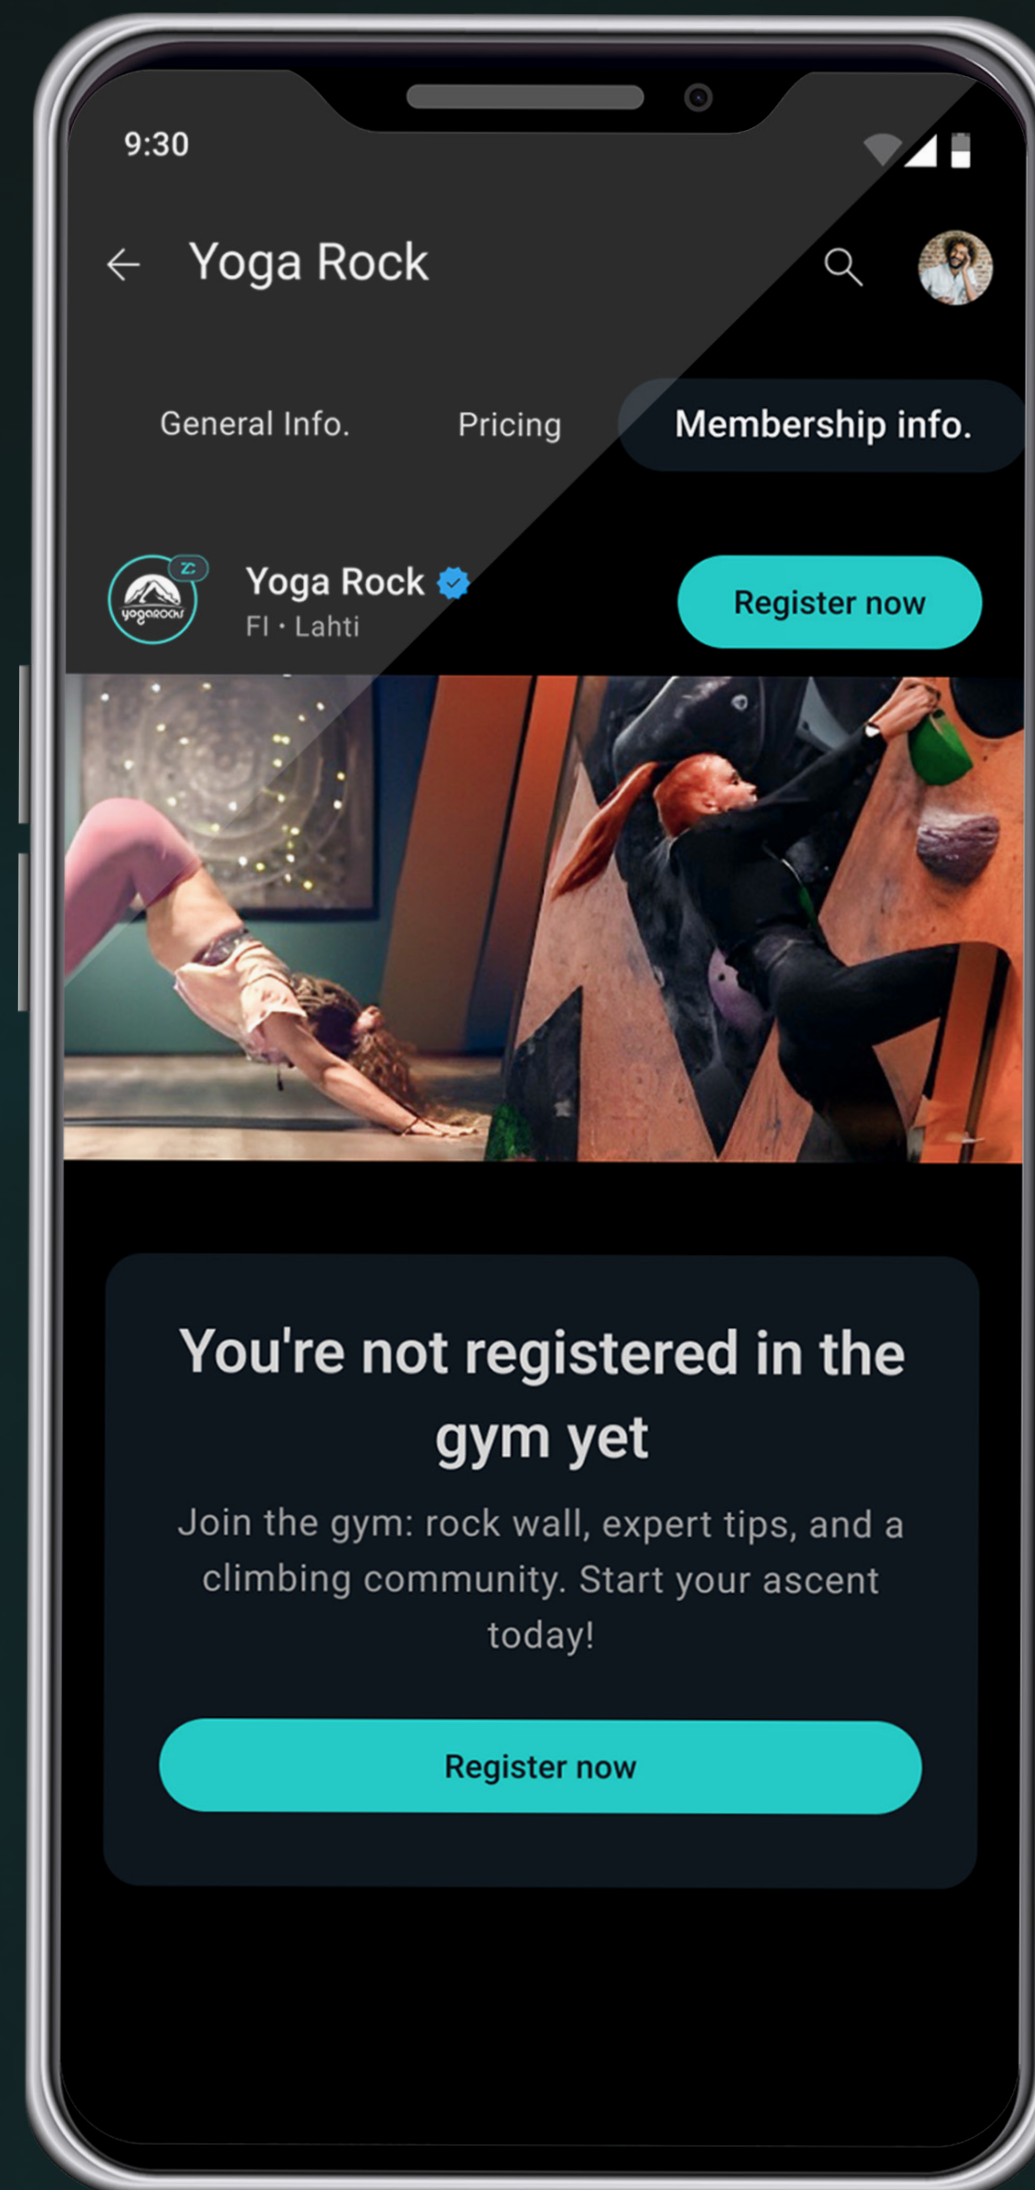 9:30
Yoga Rock
General Info.
Pricing
Membership info.
yogarocks
Yoga Rock
FI • Lahti
Register now
You're not registered in the
gym yet
Join the gym: rock wall, expert tips, and a
climbing community. Start your ascent
today!
Register now